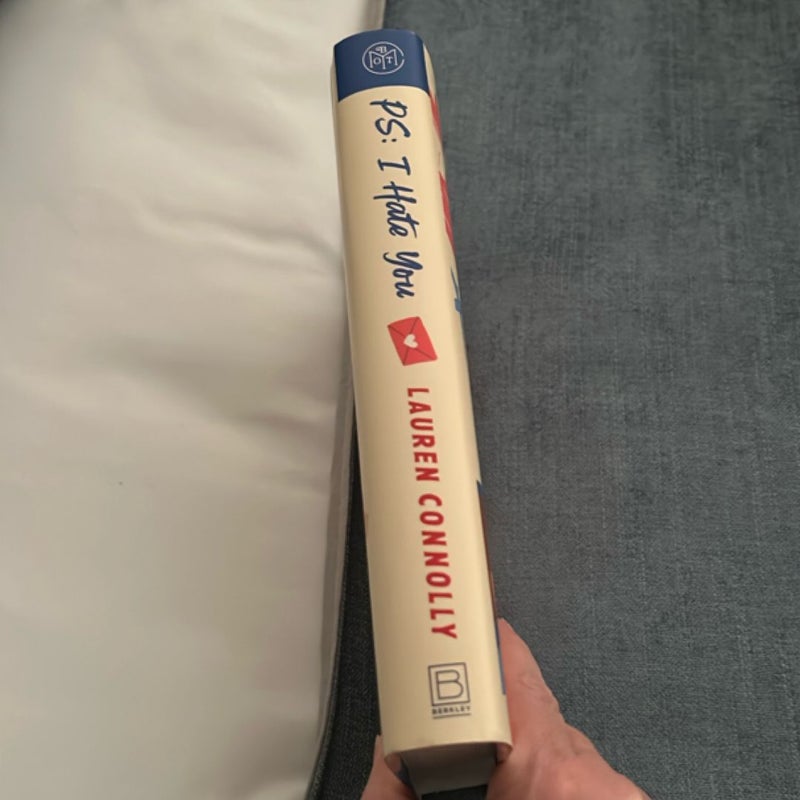 BOTM
PS: I Hate You
LAUREN CONNOLLY
B
BERKLEY